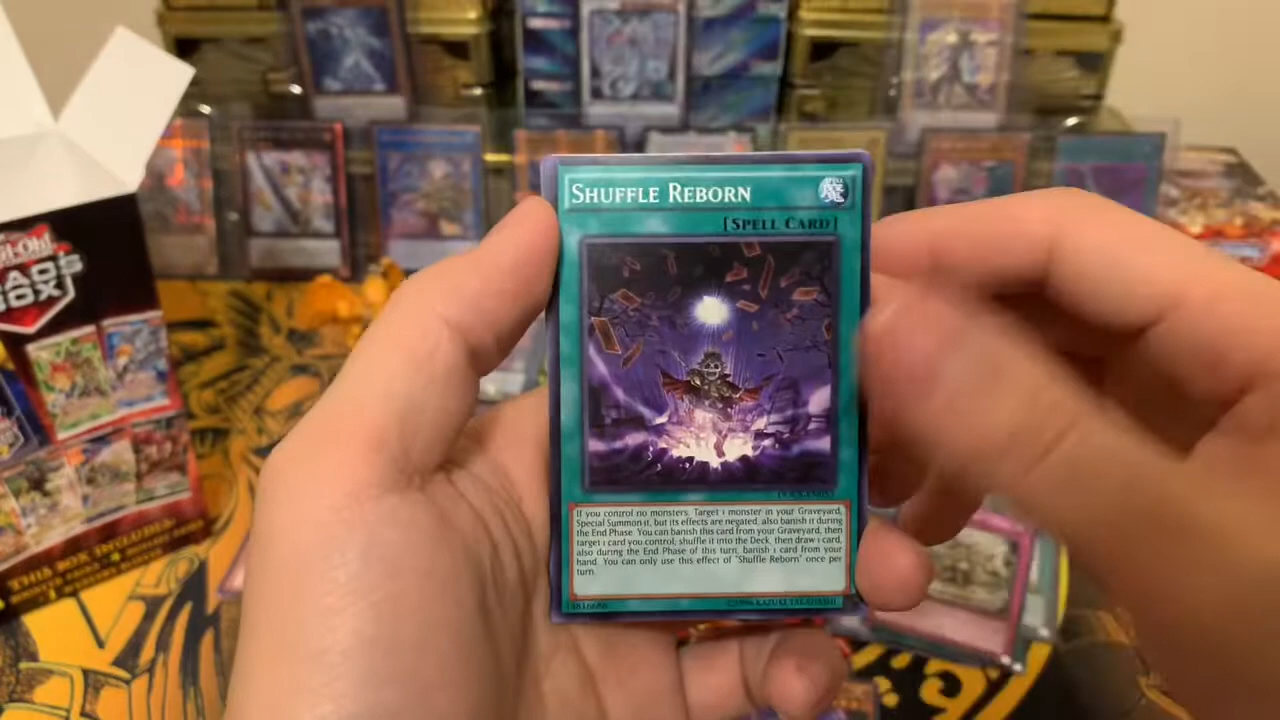 SHUFFLE REBORN
[SPELL CARD]
If you control no monsters: Target 1 monster in your Graveyard,
Special Summon it, but its effects are negated, also banish it during
the End Phase. You can banish this card from your Graveyard, then
target 1 card you control; shuffle it into the Deck, then draw 1 card,
also during the End Phase of this turn, banish 1 card from your
hand. You can only use this effect of "Shuffle Reborn" once per
turn.
©1996 KAZUKI TAKAHASHI
BOX
THIS BOX INCLUDES: